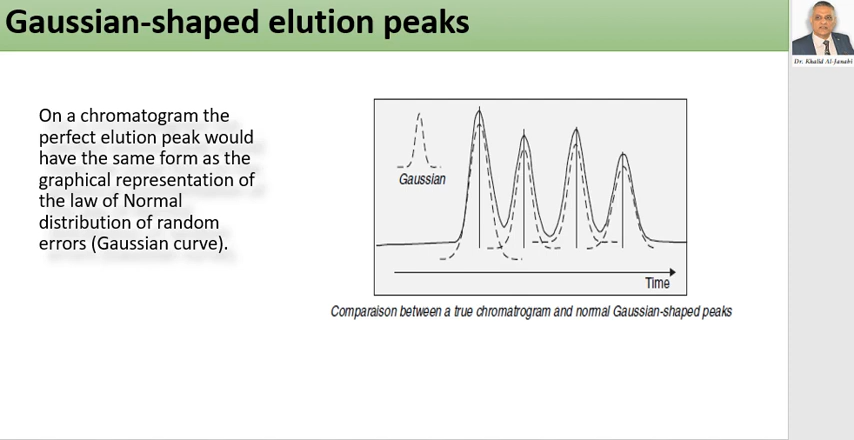 Gaussian-shaped elution peaks
Dr. Khalid Al-Janabi
On a chromatogram the
perfect elution peak would
have the same form as the
graphical representation of
the law of Normal
distribution of random
errors (Gaussian curve).
Gaussian
Time
Comparaison between a true chromatrogram and normal Gaussian-shaped peaks